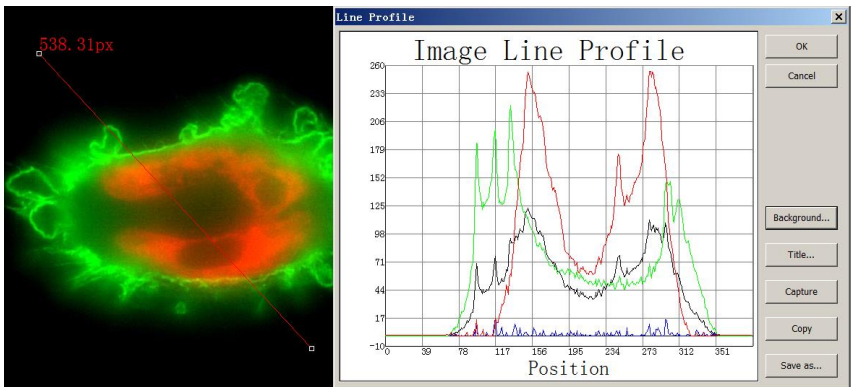 Line Profile
538.31px
Image Line Profile
OK
Cancel
260
233
206
179
152
125
98
71
44
17
-10
0 39 78 117 156 195 234 273 312 351
Position
Background...
Title...
Capture
Copy
Save as...